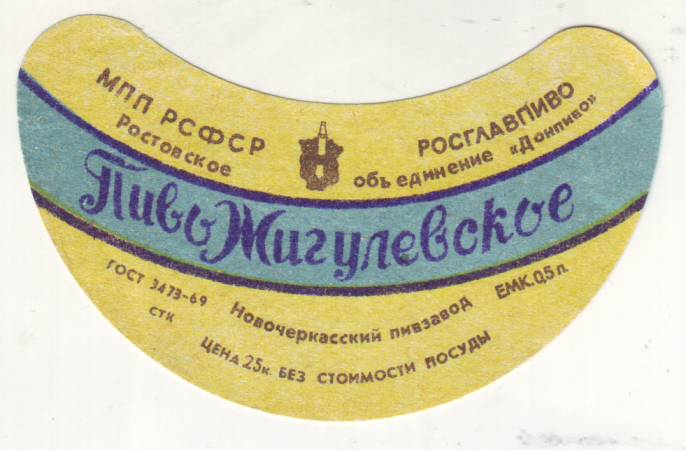 МПП РСФСР РОСГЛАВПИВО
Ростовское объединение «Донпиво»
Пиво Жигулевское
ГОСТ 3473-69 Новочеркасский пивзавод ЕМК.0,5 л.
СТК
ЦЕНА 25к. БЕЗ СТОИМОСТИ ПОСУДЫ